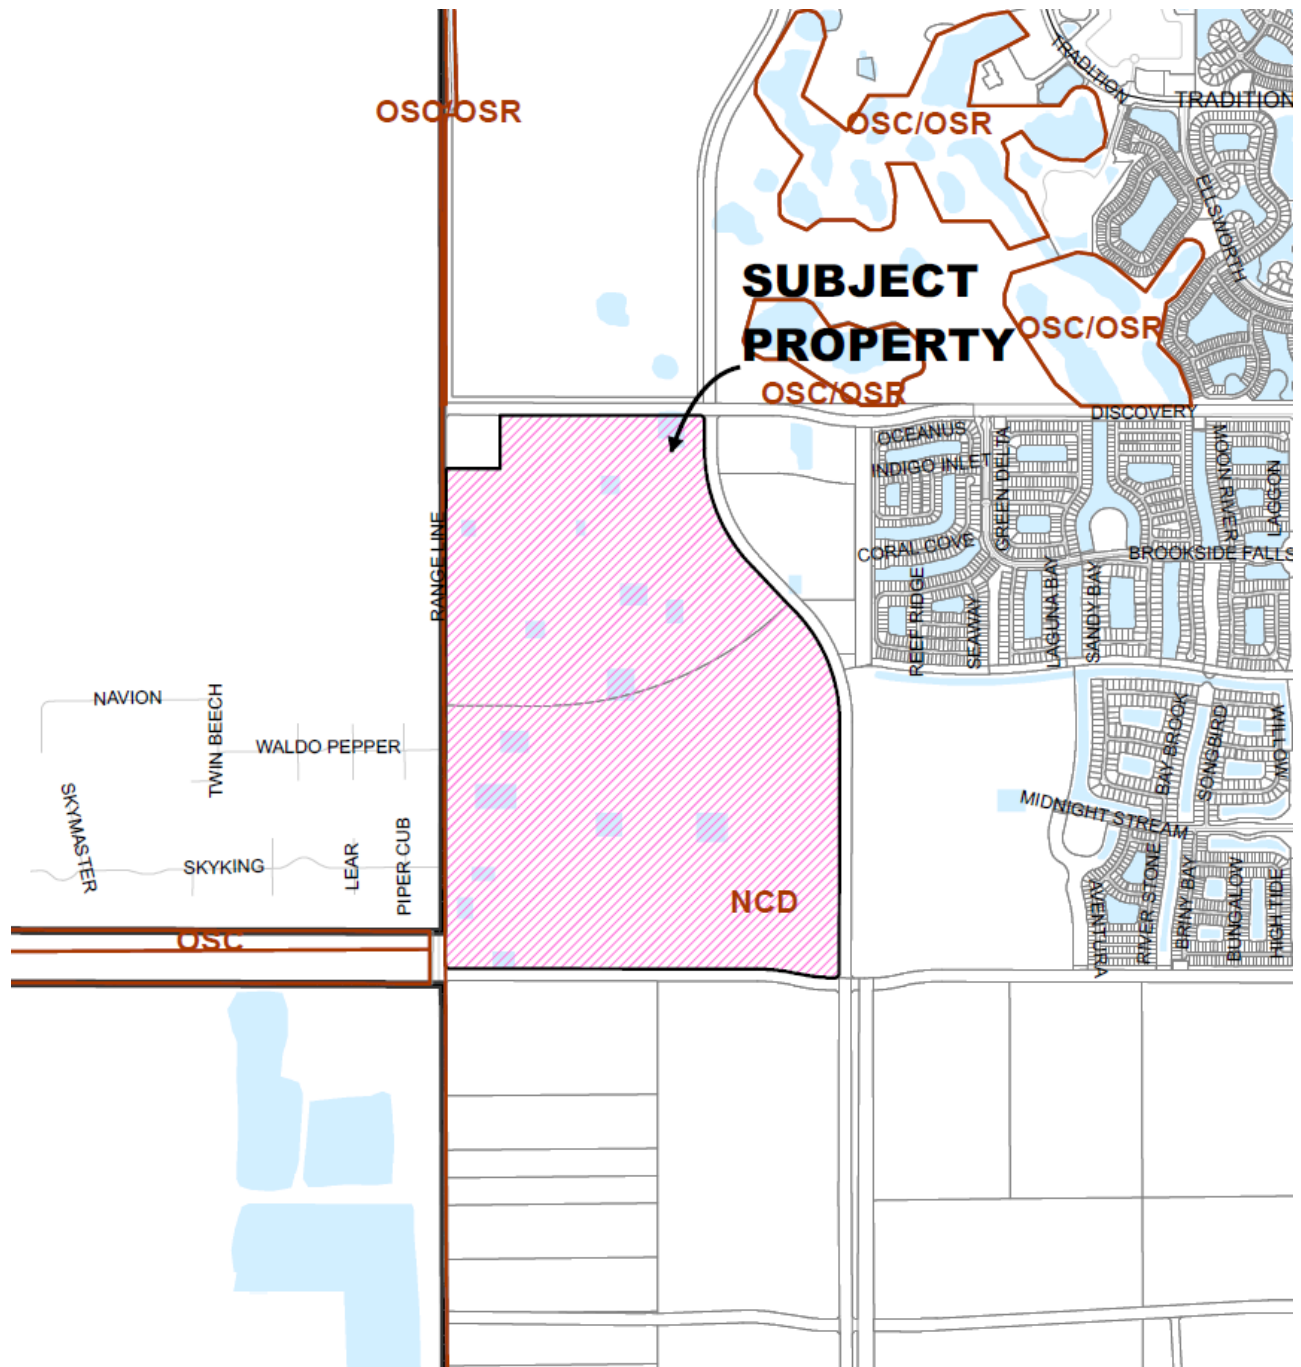 TRADITION
TRADITION
OSC/OSR
OSC/OSR
ELLSWORTH
SUBJECT
PROPERTY
OSC/OSR
OSC/OSR
DISCOVERY
OCEANUS
INDIGO INLET
GREEN DELTA
MOON RIVER
LAGGON
CORAL COVE
BROOKSIDE FALLS
RANGE LINE
REEF RIDGE
SEAWAY
LAGUNA BAY
SANDY BAY
NAVION
TWIN BEECH
WALDO PEPPER
BAY BROOK
SONGBIRD
WILLOW
SKYMASTER
MIDNIGHT STREAM
SKYKING
LEAR
PIPER CUB
NCD
AVENTURA
RIVER STONE
BRINY BAY
BUNGALOW
HIGH TIDE
OSC